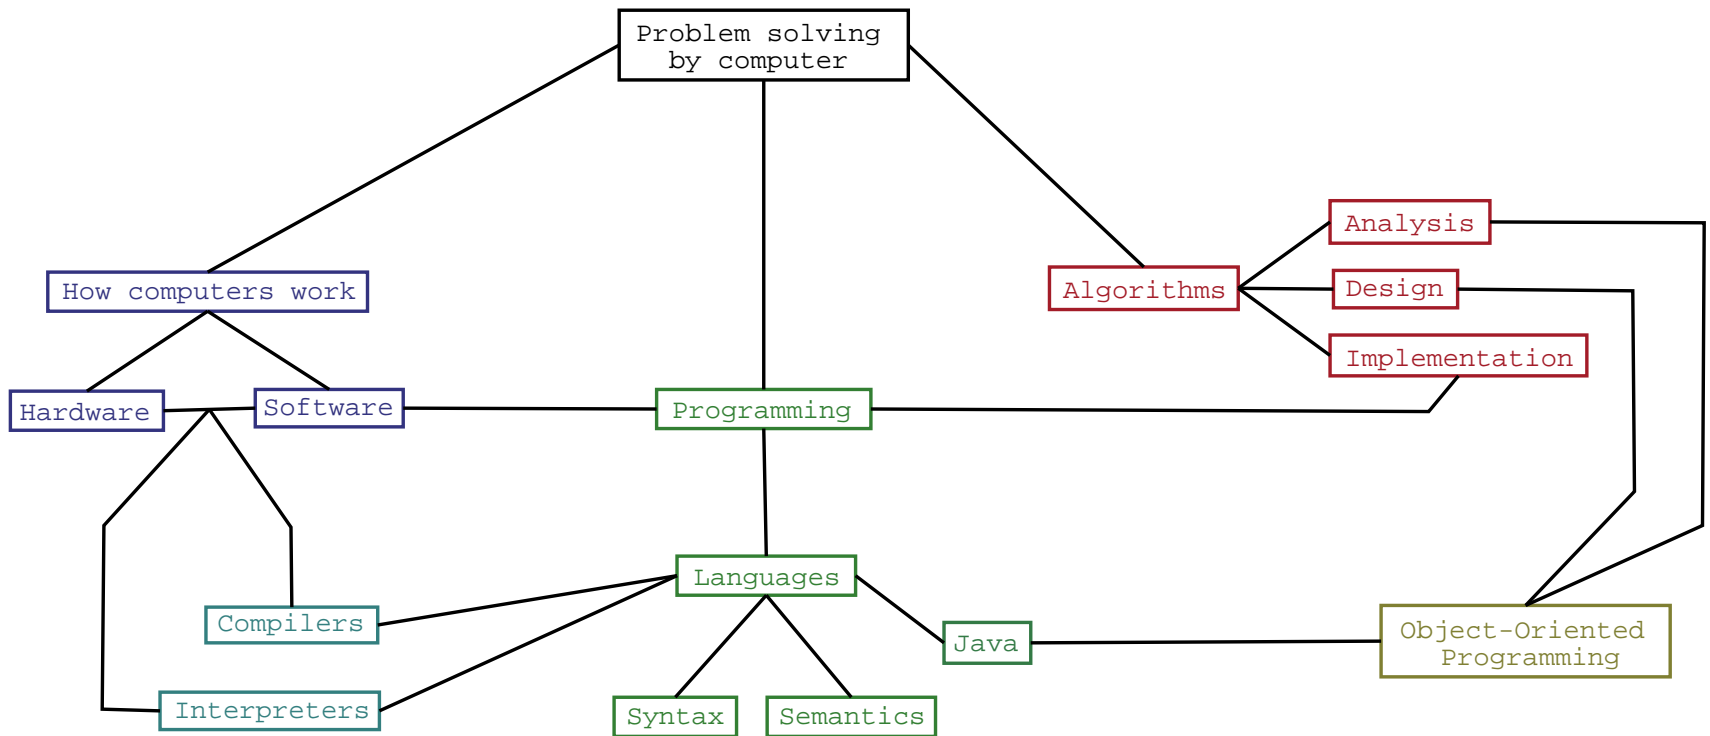 Problem solving
by computer
Analysis
How computers work
Algorithms
Design
Implementation
Hardware
Software
Programming
Languages
Compilers
Java
Object-Oriented
Programming
Interpreters
Syntax
Semantics